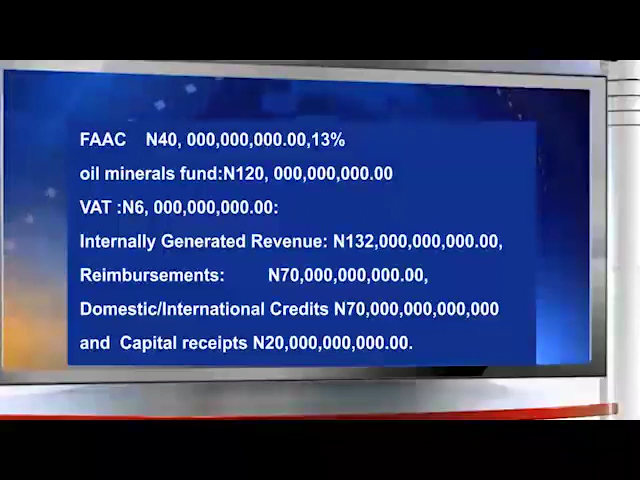 FAAC N40, 000,000,000.00,13%
oil minerals fund:N120, 000,000,000.00
VAT :N6, 000,000,000.00:
Internally Generated Revenue: N132,000,000,000.00,
Reimbursements: N70,000,000,000.00,
Domestic/International Credits N70,000,000,000,000
and Capital receipts N20,000,000,000.00.